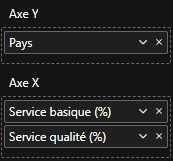 Axe Y
Pays
Axe X
Service basique (%)
Service qualité (%)